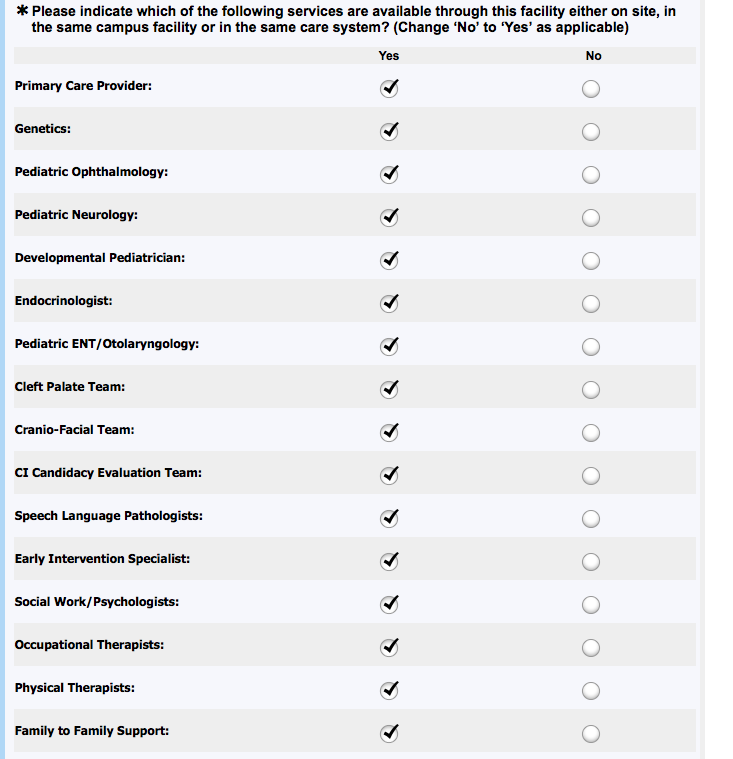 * Please indicate which of the following services are available through this facility either on site, in
the same campus facility or in the same care system? (Change ‘No’ to ‘Yes’ as applicable)
Yes No
Primary Care Provider:
Genetics:
Pediatric Ophthalmology:
Pediatric Neurology:
Developmental Pediatrician:
Endocrinologist:
Pediatric ENT/Otolaryngology:
Cleft Palate Team:
Cranio-Facial Team:
CI Candidacy Evaluation Team:
Speech Language Pathologists:
Early Intervention Specialist:
Social Work/Psychologists:
Occupational Therapists:
Physical Therapists:
Family to Family Support: